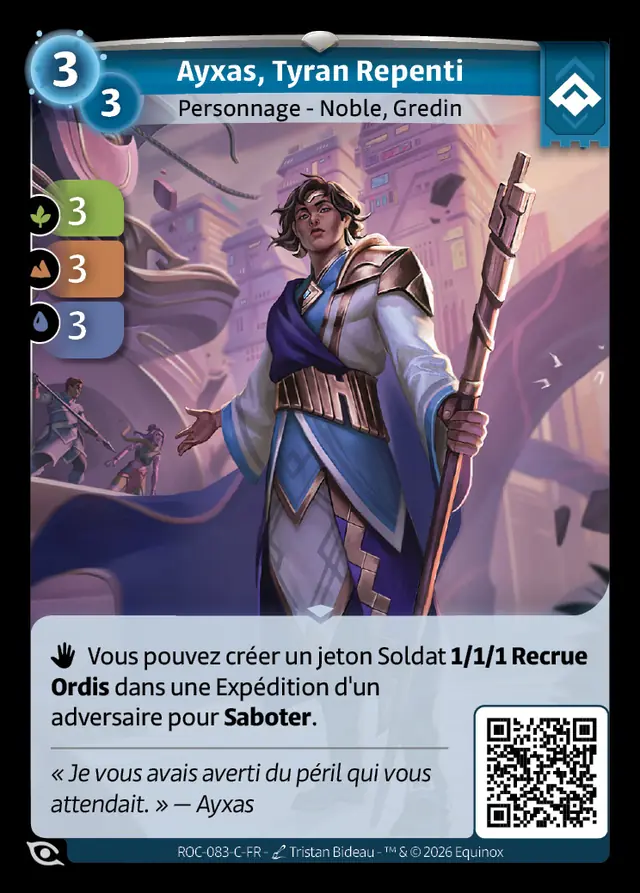 3
3
Ayxas, Tyran Repenti
Personnage - Noble, Gredin
3
3
3
Vous pouvez créer un jeton Soldat 1/1/1 Recrue
Ordis dans une Expédition d'un
adversaire pour Saboter.
« Je vous avais averti du péril qui vous
attendait. » — Ayxas
ROC-083-C-FR - Tristan Bideau - ™ & © 2026 Equinox